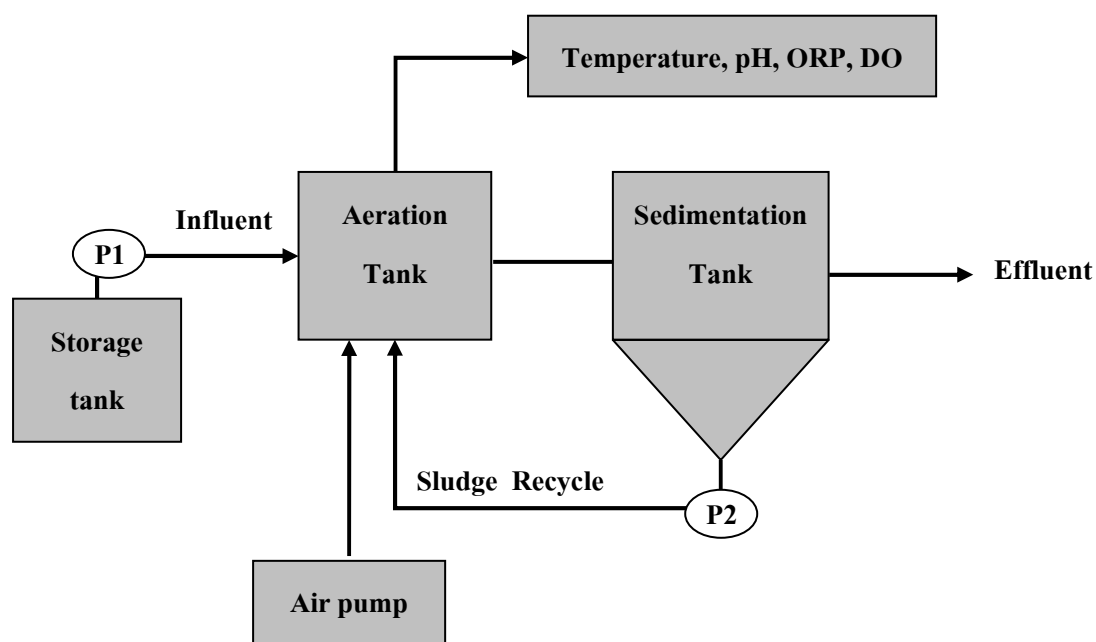 Temperature, pH, ORP, DO
Influent
Aeration
Tank
Sedimentation
Tank
P1
Effluent
Storage
tank
Sludge Recycle
P2
Air pump